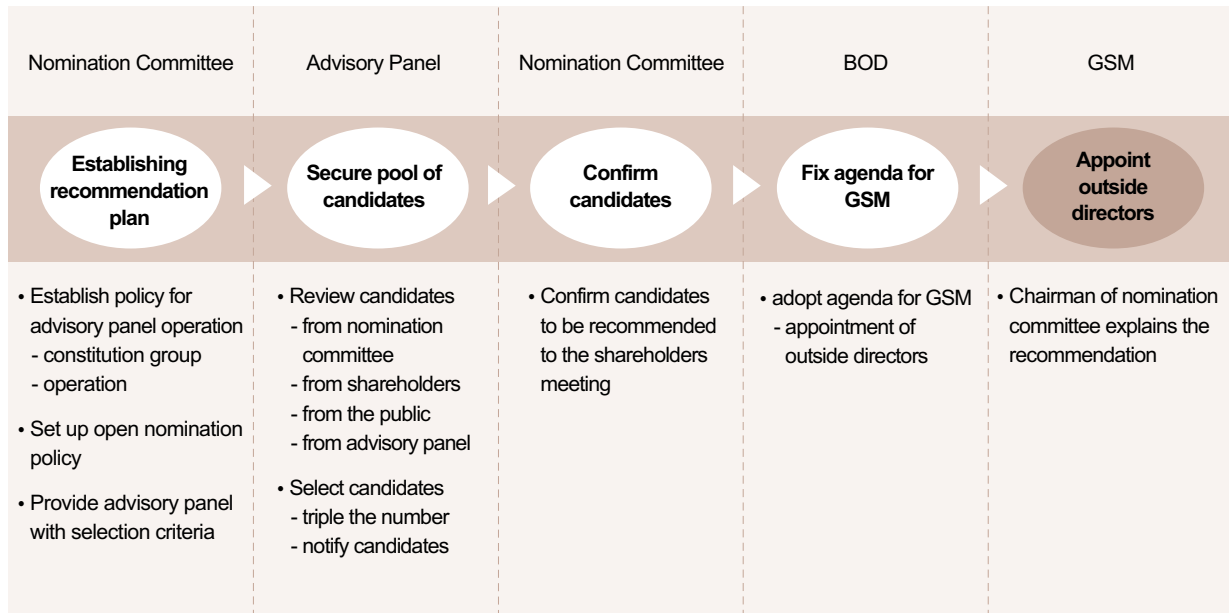 Nomination Committee
Advisory Panel
Nomination Committee
BOD
GSM
Establishing
recommendation
plan
Secure pool of
candidates
Confirm
candidates
Fix agenda for
GSM
Appoint
outside
directors
• Establish policy for
advisory panel operation
- constitution group
- operation
• Set up open nomination
policy
• Provide advisory panel
with selection criteria
• Review candidates
- from nomination
committee
- from shareholders
- from the public
- from advisory panel
• Select candidates
- triple the number
- notify candidates
• Confirm candidates
to be recommended
to the shareholders
meeting
• adopt agenda for GSM
- appointment of
outside directors
• Chairman of nomination
committee explains the
recommendation